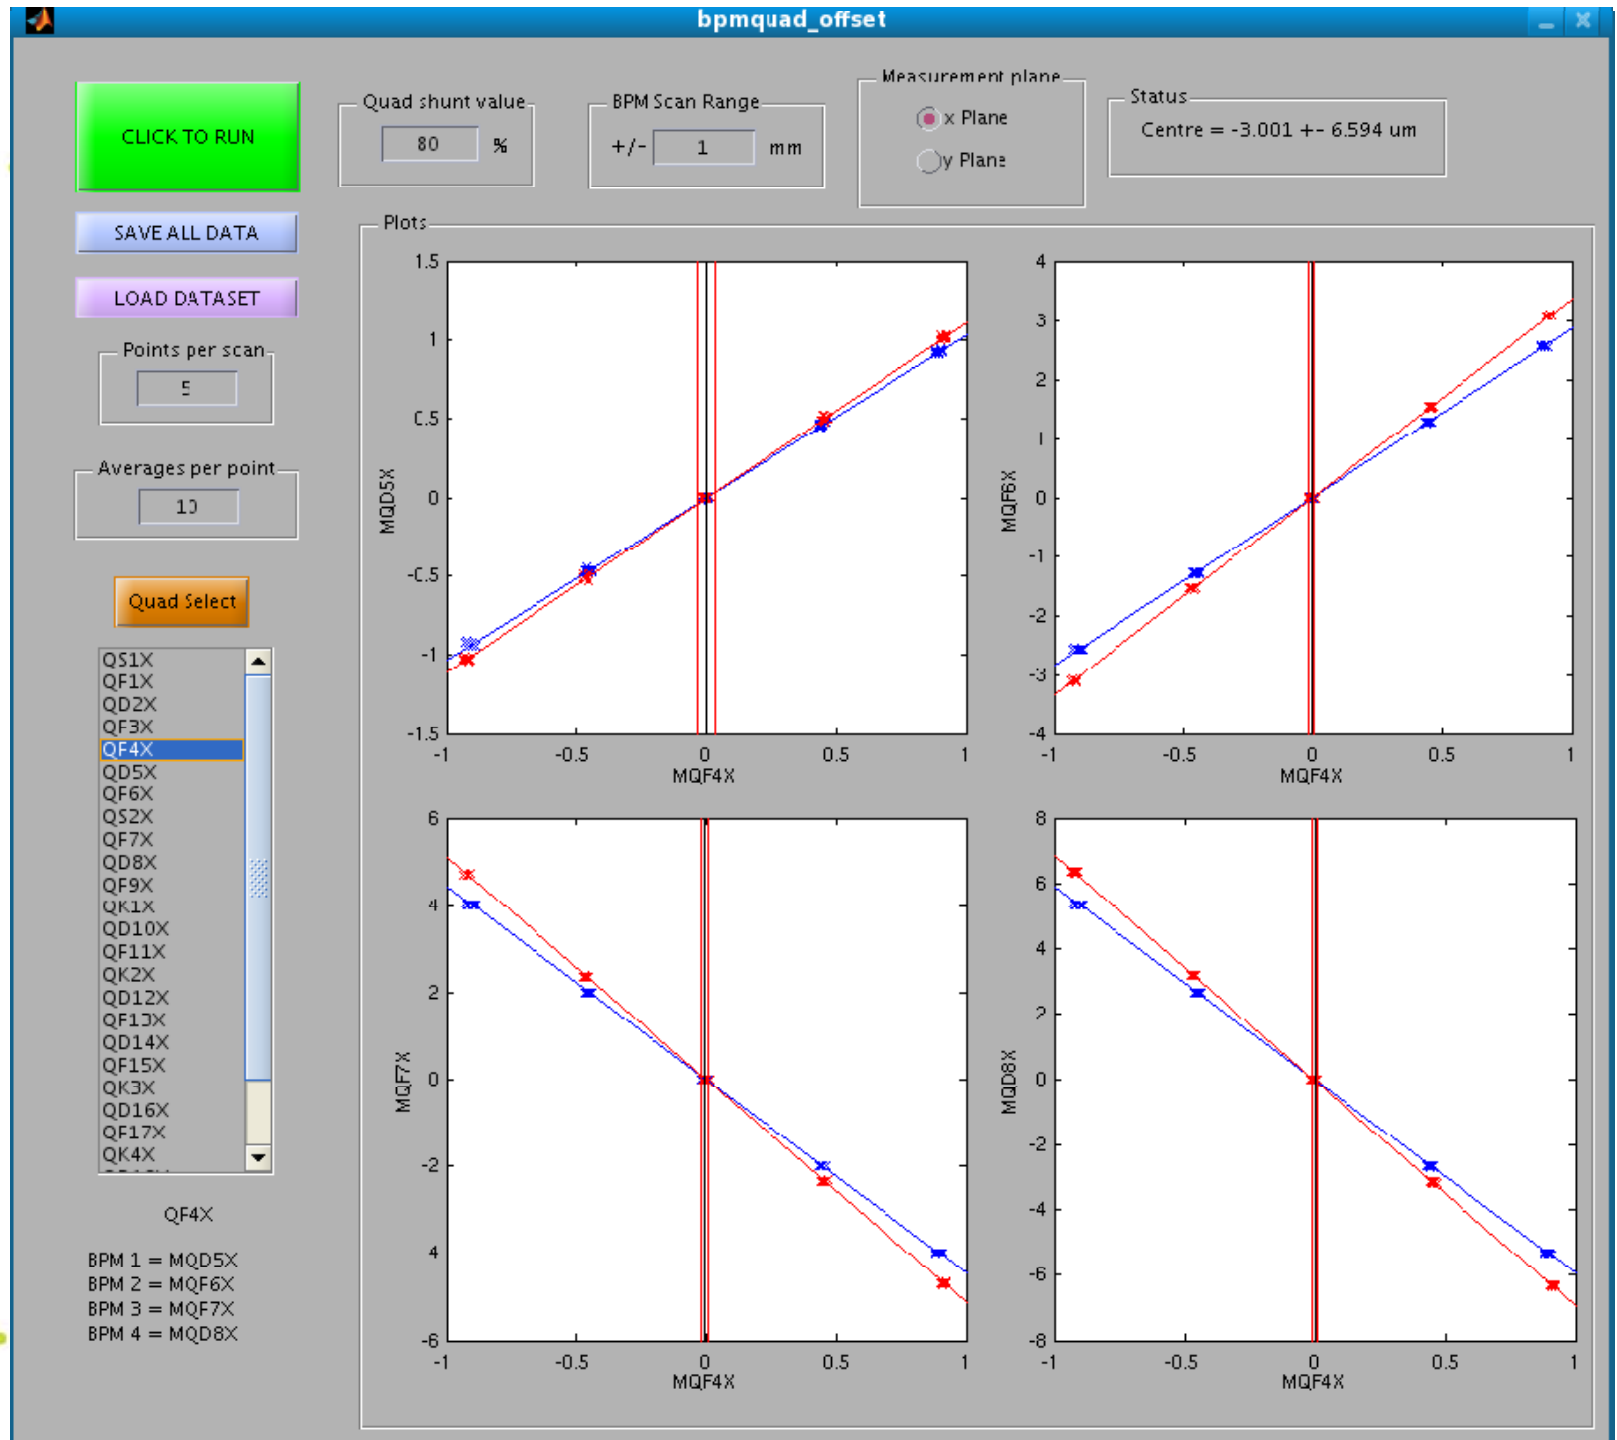 bpmquad_offset
CLICK TO RUN
Quad shunt value
80 %
BPM Scan Range
+/- 1 mm
Measurement plane
x Plane
y Plane
Status
Centre = -3.001 +- 6.594 um
SAVE ALL DATA
LOAD DATASET
Points per scan
5
Averages per point
10
Quad Select
QS1X
QF1X
QD2X
QF3X
QF4X
QD5X
QF6X
QS2X
QF7X
QD8X
QF9X
QK1X
QD10X
QF11X
QK2X
QD12X
QF13X
QD14X
QF15X
QK3X
QD16X
QF17X
QK4X
QF4X
BPM 1 = MQD5X
BPM 2 = MQF6X
BPM 3 = MQF7X
BPM 4 = MQD8X
Plots
1.5
1
0.5
0
-0.5
-1
-1.5
MQD5X
-1 -0.5 0 0.5 1
MQF4X
4
3
2
1
0
-1
-2
-3
-4
MQF6X
-1 -0.5 0 0.5 1
MQF4X
6
4
2
0
-2
4
-6
MQF7X
-1 -0.5 0 0.5 1
MQF4X
8
6
4
2
0
-2
-4
-6
-8
MQD8X
-1 -0.5 0 0.5 1
MQF4X